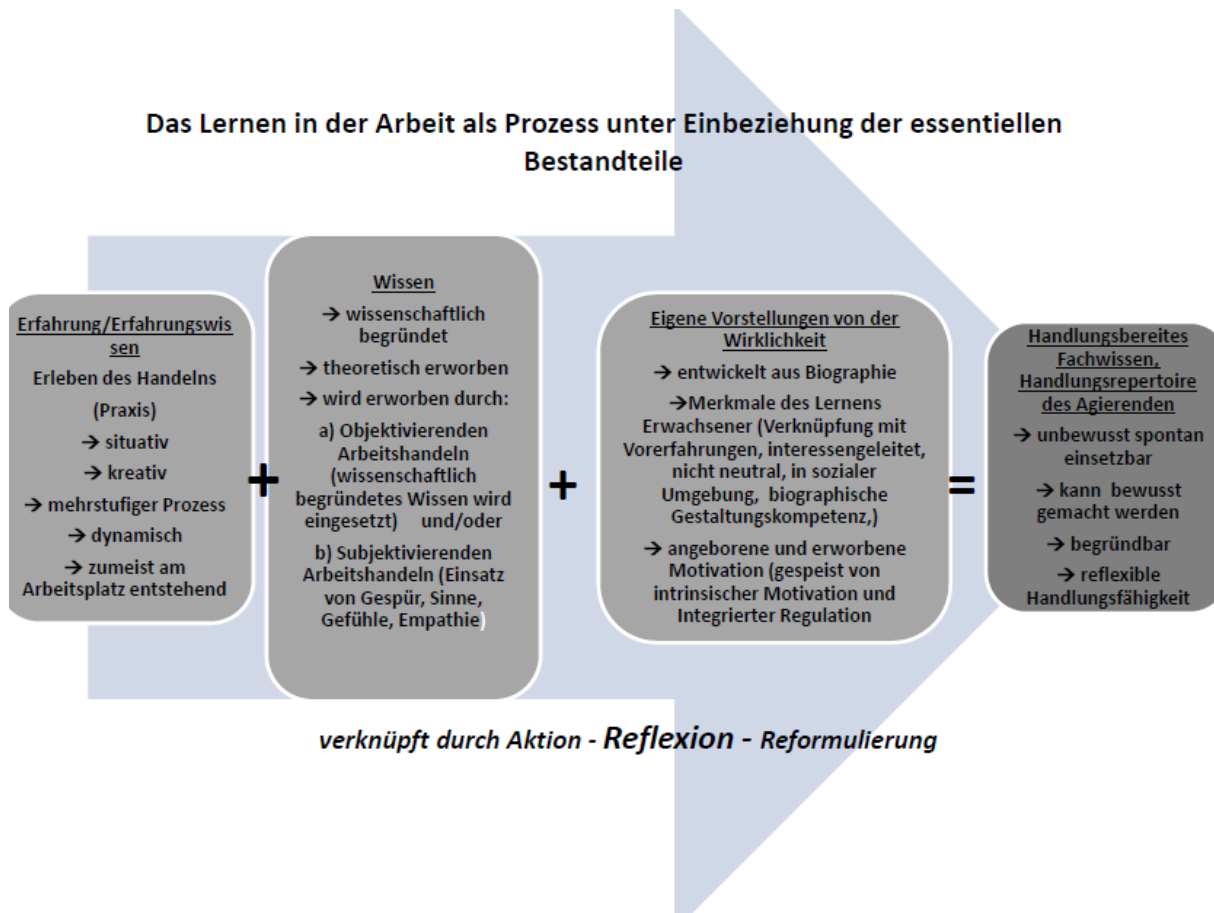 Das Lernen in der Arbeit als Prozess unter Einbeziehung der essentiellen
Bestandteile
Erfahrung/Erfahrungswis
sen
Erleben des Handelns
(Praxis)
→ situativ
→ kreativ
→ mehrstufiger Prozess
→ dynamisch
→ zumeist am
Arbeitsplatz entstehend
+
Wissen
→ wissenschaftlich
begründet
→ theoretisch erworben
→ wird erworben durch:
a) Objektivierenden
Arbeitshandeln
(wissenschaftlich
begründetes Wissen wird
eingesetzt) und/oder
b) Subjektivierenden
Arbeitshandeln (Einsatz
von Gespür, Sinne,
Gefühle, Empathie)
+
Eigene Vorstellungen von der
Wirklichkeit
→ entwickelt aus Biographie
→Merkmale des Lernens
Erwachsener (Verknüpfung mit
Vorerfahrungen, interessengeleitet,
nicht neutral, in sozialer
Umgebung, biographische
Gestaltungskompetenz,)
→ angeborene und erworbene
Motivation (gespeist von
intrinsischer Motivation und
Integrierter Regulation
=
Handlungsbereites
Fachwissen,
Handlungsrepertoire
des Agierenden
→ unbewusst spontan
einsetzbar
→ kann bewusst
gemacht werden
→ begründbar
→ reflexible
Handlungsfähigkeit
verknüpft durch Aktion - Reflexion - Reformulierung